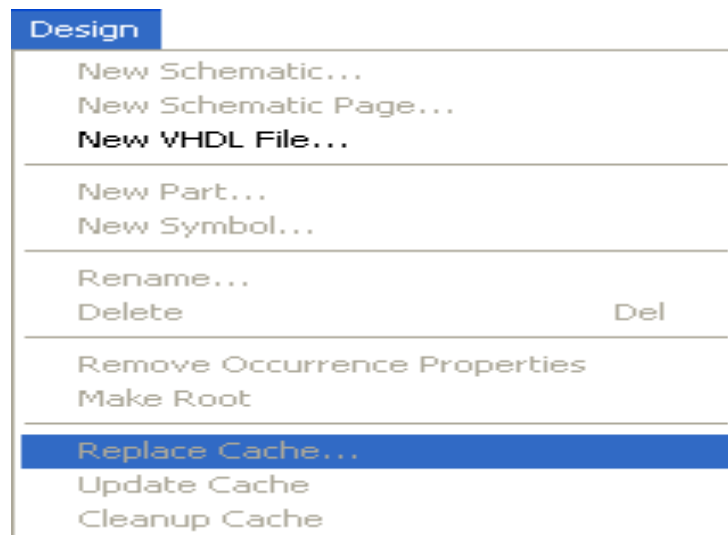 Design
New Schematic...
New Schematic Page...
New VHDL File...
New Part...
New Symbol...
Rename...
Delete Del
Remove Occurrence Properties
Make Root
Replace Cache...
Update Cache
Cleanup Cache